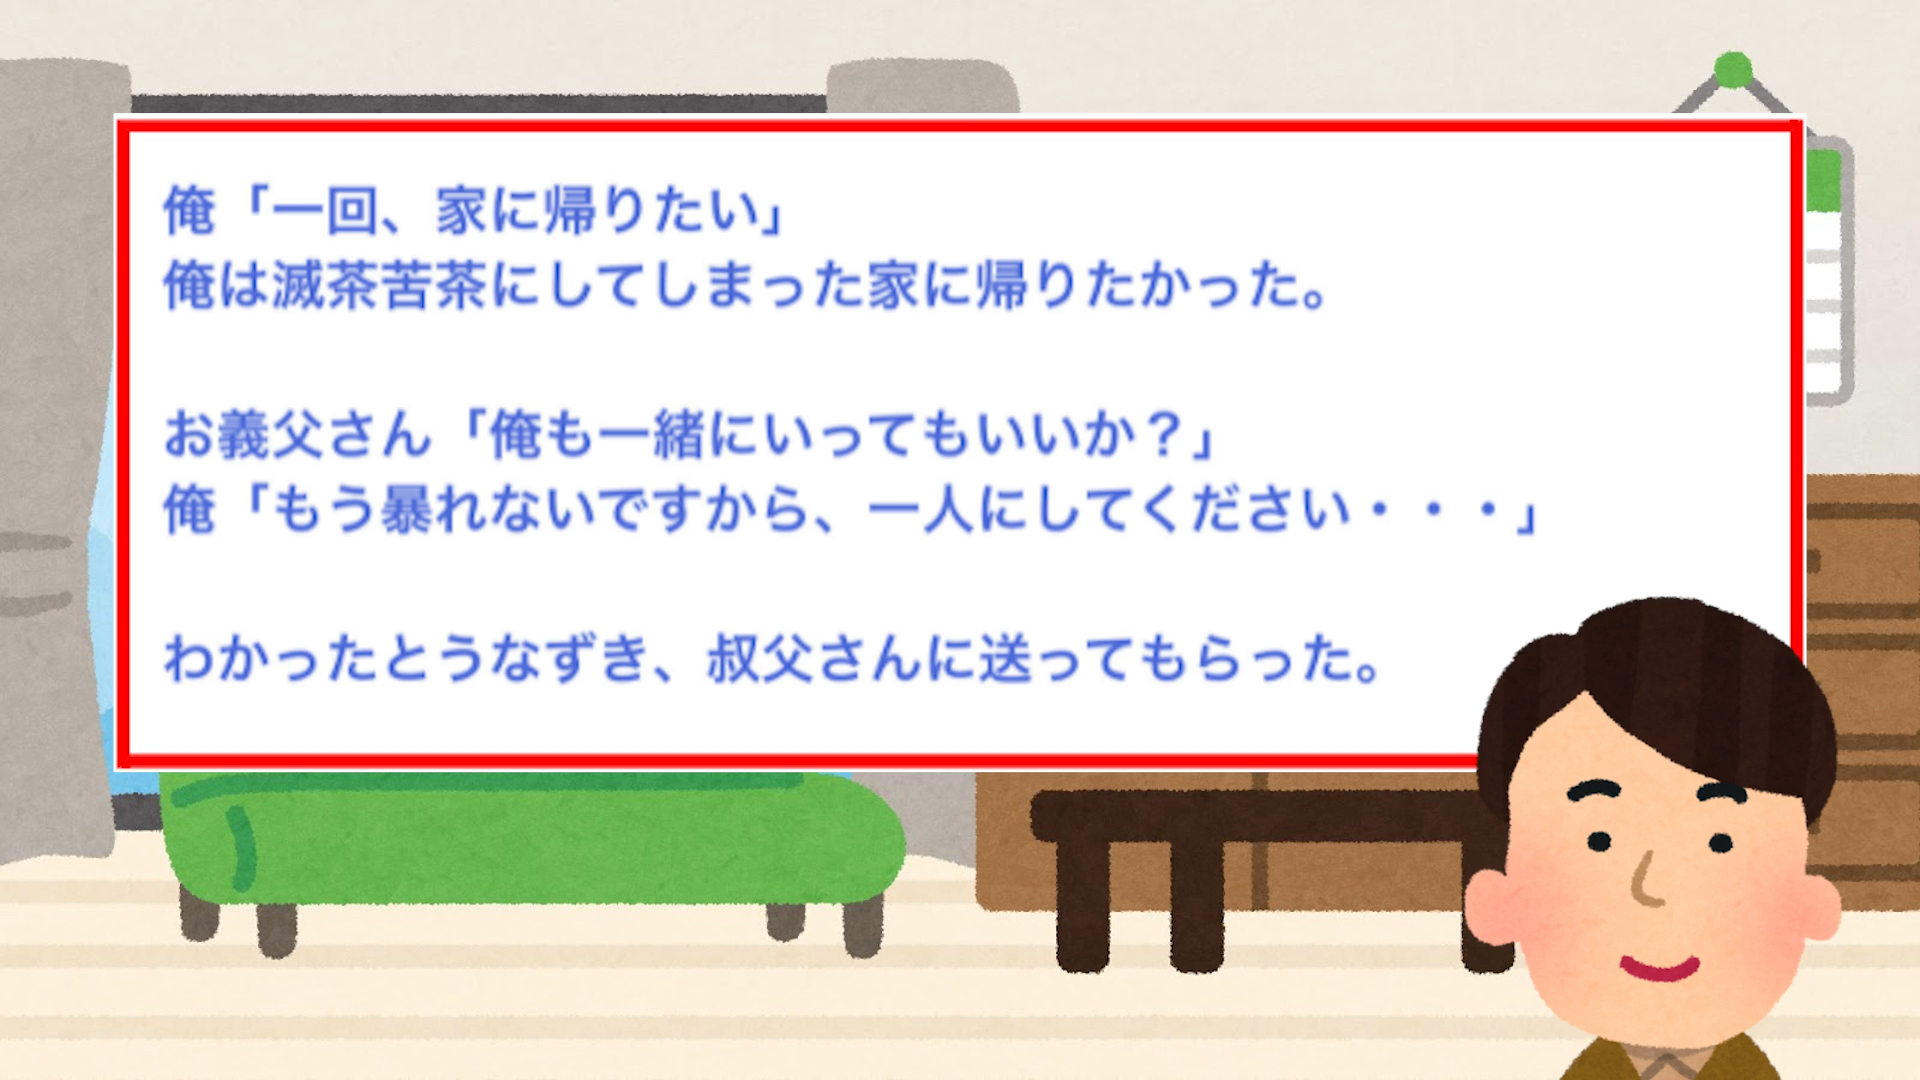 俺「一回、家に帰りたい」
俺は滅茶苦茶にしてしまった家に帰りたかった。
お義父さん「俺も一緒にいってもいいか？」
俺「もう暴れないですから、一人にしてください・・・」
わかったとうなずき、叔父さんに送ってもらった。